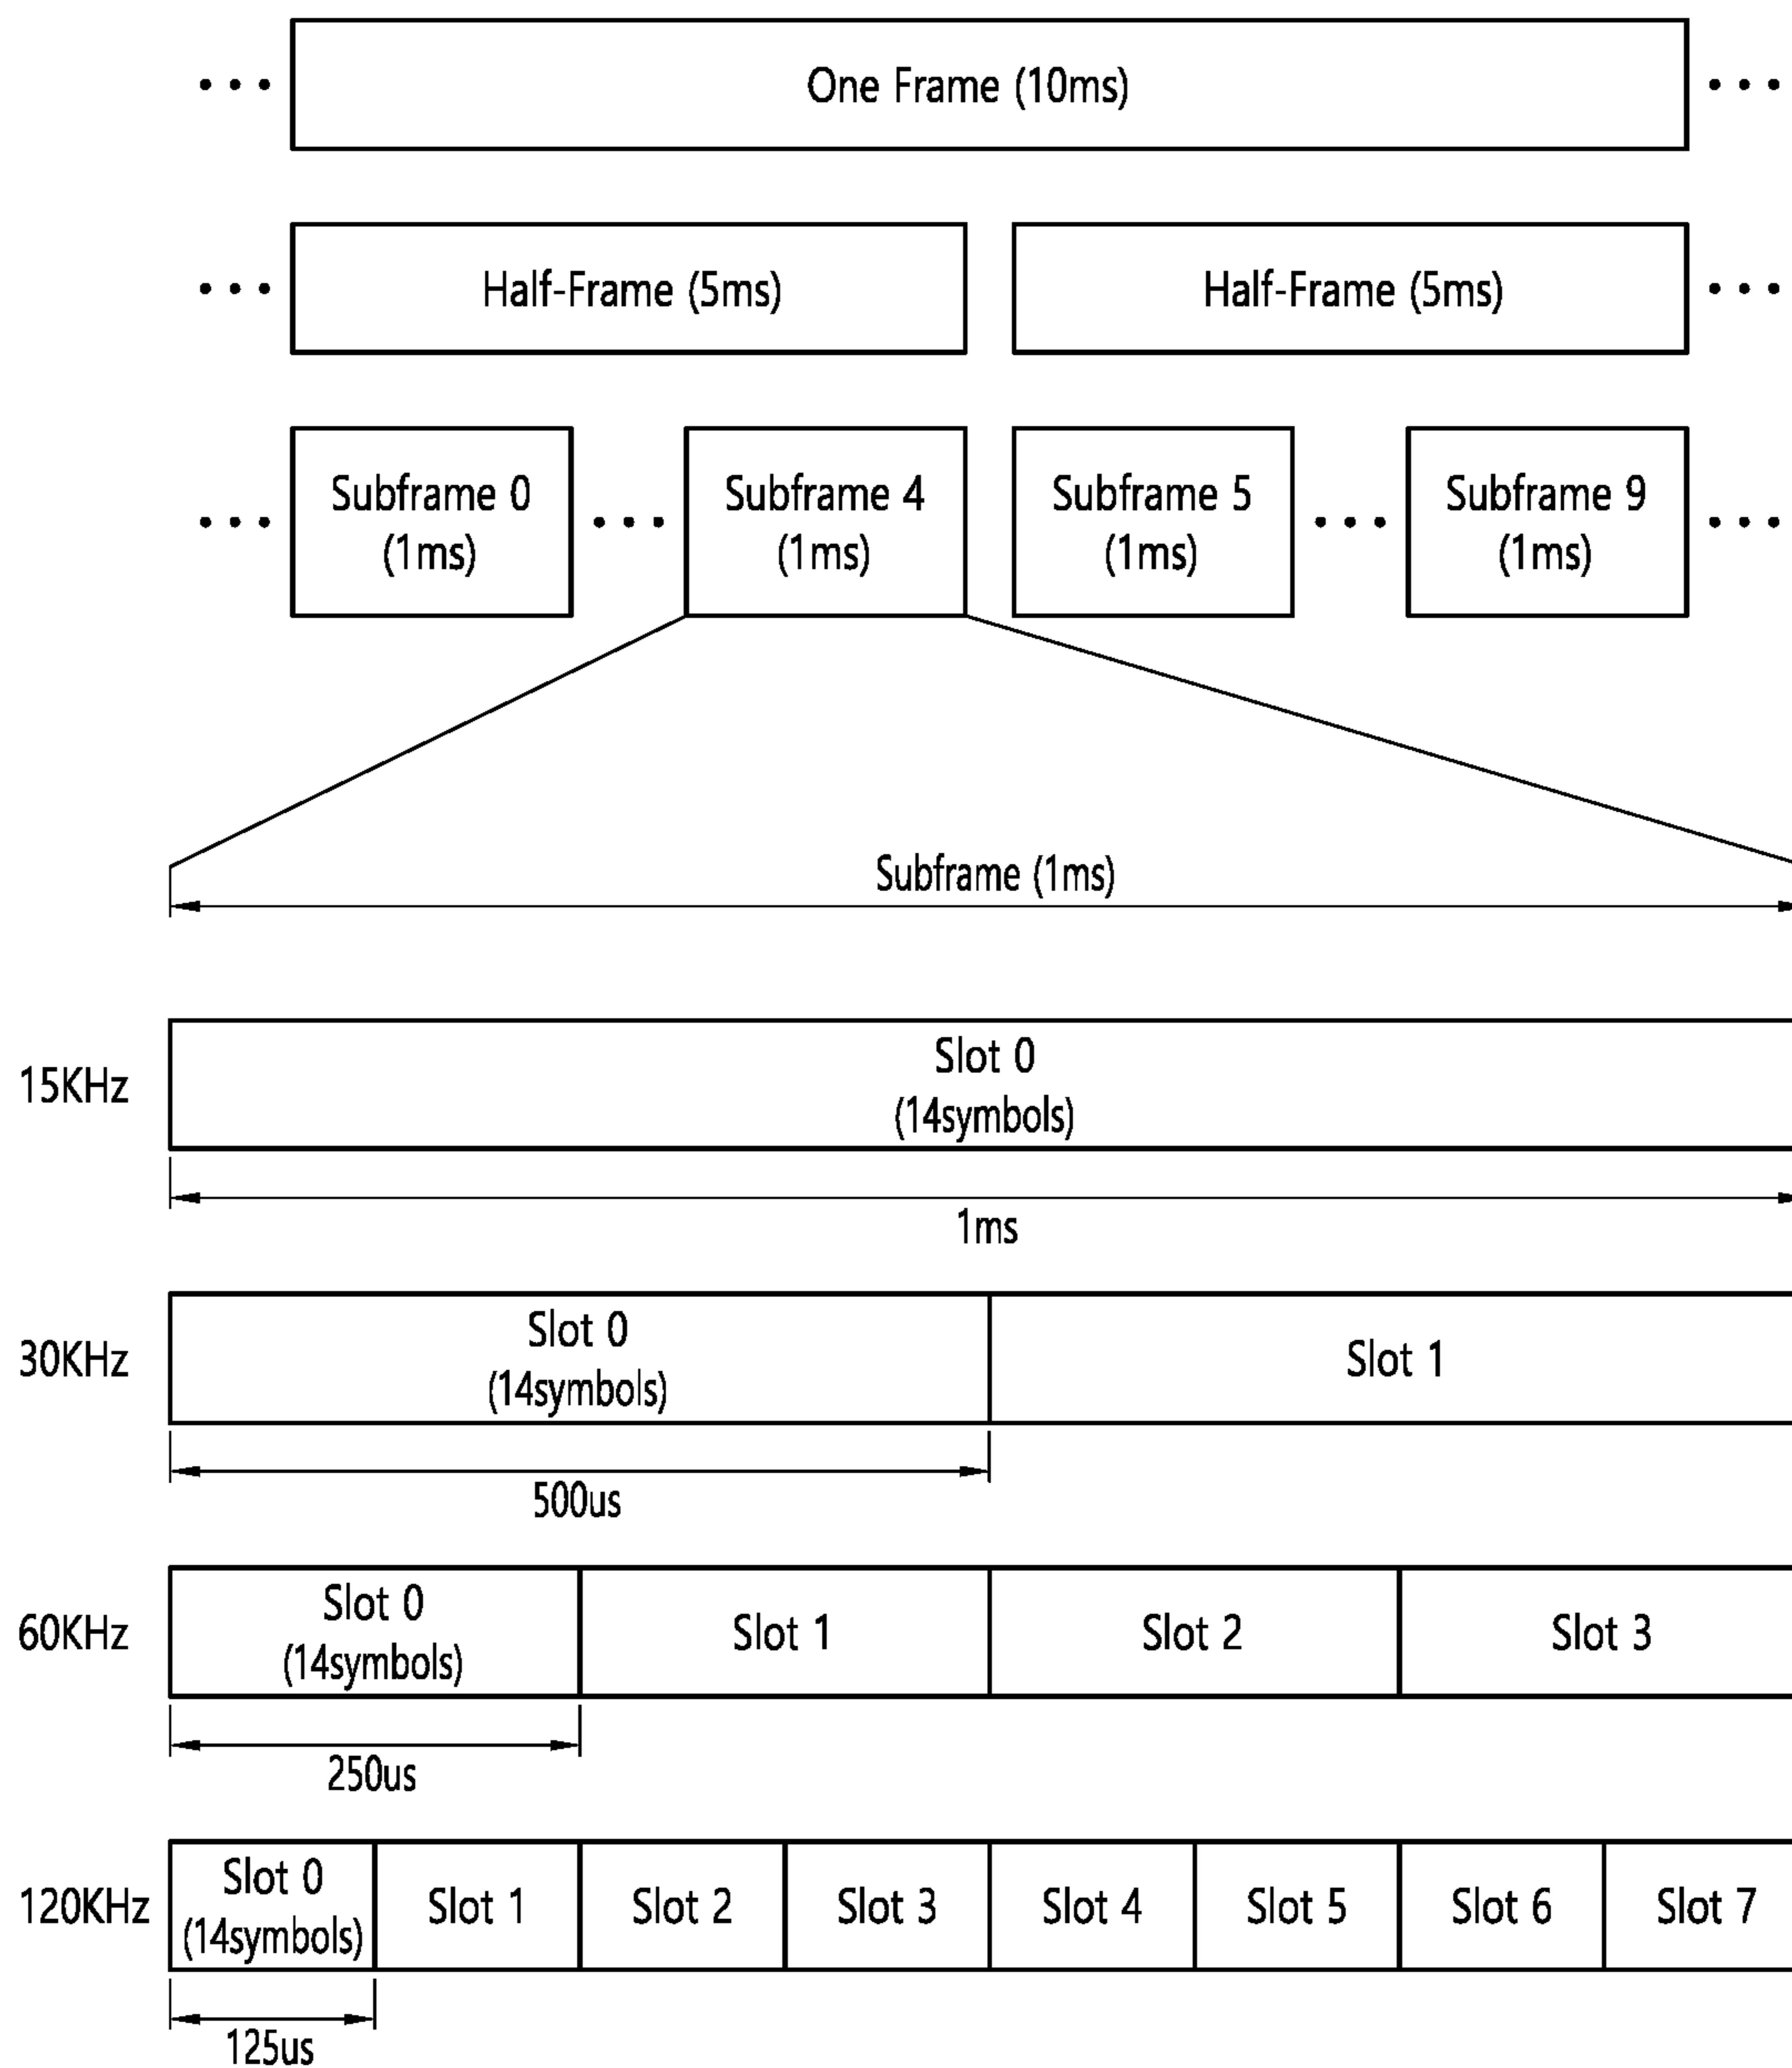 One Frame (10ms)
Half-Frame (5ms)
Half-Frame (5ms)
Subframe 0
(1ms)
Subframe 4
(1ms)
Subframe 5
(1ms)
Subframe 9
(1ms)
Subframe (1ms)
15KHz
Slot 0
(14symbols)
1ms
30KHz
Slot 0
(14symbols)
Slot 1
500us
60KHz
Slot 0
(14symbols)
Slot 1
Slot 2
Slot 3
250us
120KHz
Slot 0
(14symbols)
Slot 1
Slot 2
Slot 3
Slot 4
Slot 5
Slot 6
Slot 7
125us